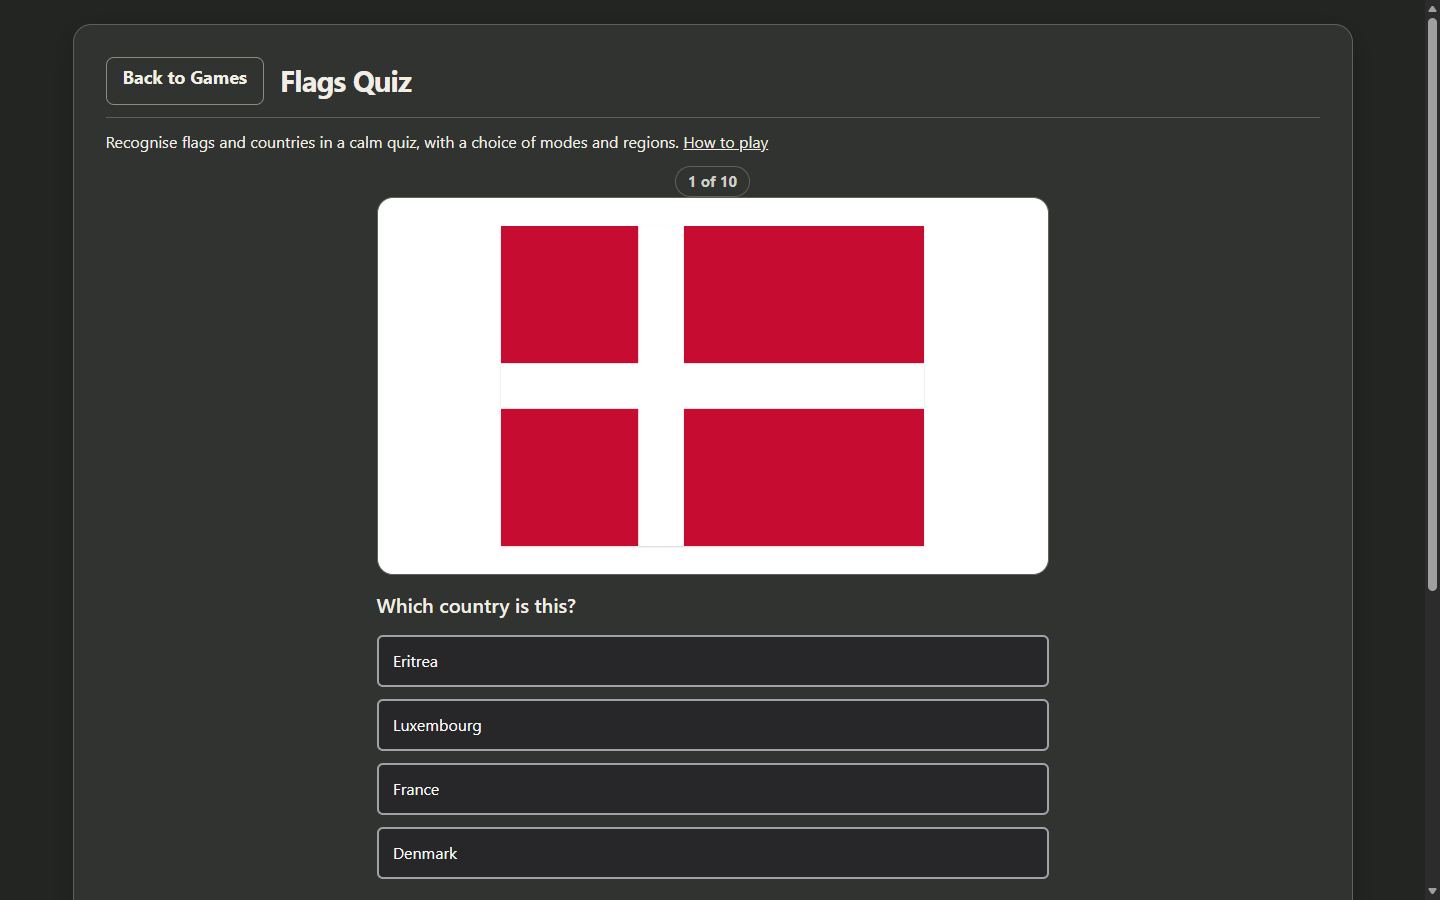 Back to Games
Flags Quiz
Recognise flags and countries in a calm quiz, with a choice of modes and regions. How to play
1 of 10
Which country is this?
Eritrea
Luxembourg
France
Denmark